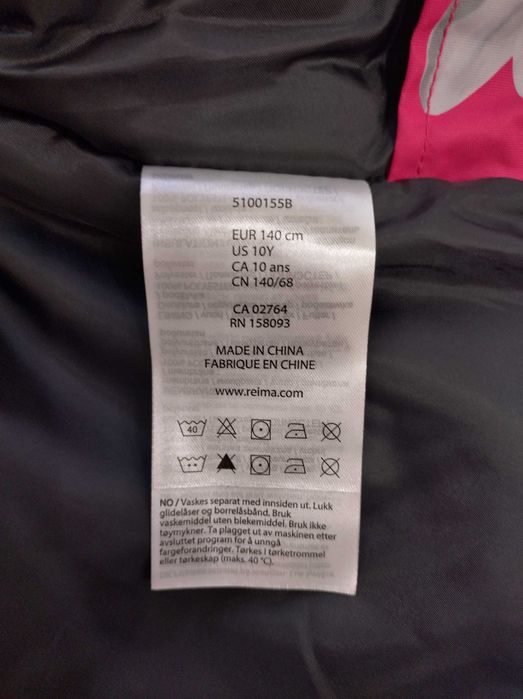 5100155B
EUR 140 cm
US 10Y
CA 10 ans
CN 140/68
CA 02764
RN 158093
MADE IN CHINA
FABRIQUE EN CHINE
www.reima.com
40
NO / Vaskes separat med innsiden ut. Lukk
glidelåser og borrelåsbånd. Bruk
vaskemiddel uten blekemiddel. Bruk ikke
tøymykner. Ta plagget ut av maskinen etter
avsluttet program for å unngå
fargeforandringer. Tørkes i tørketrommel
eller tørkeskap (maks. 40 °C).